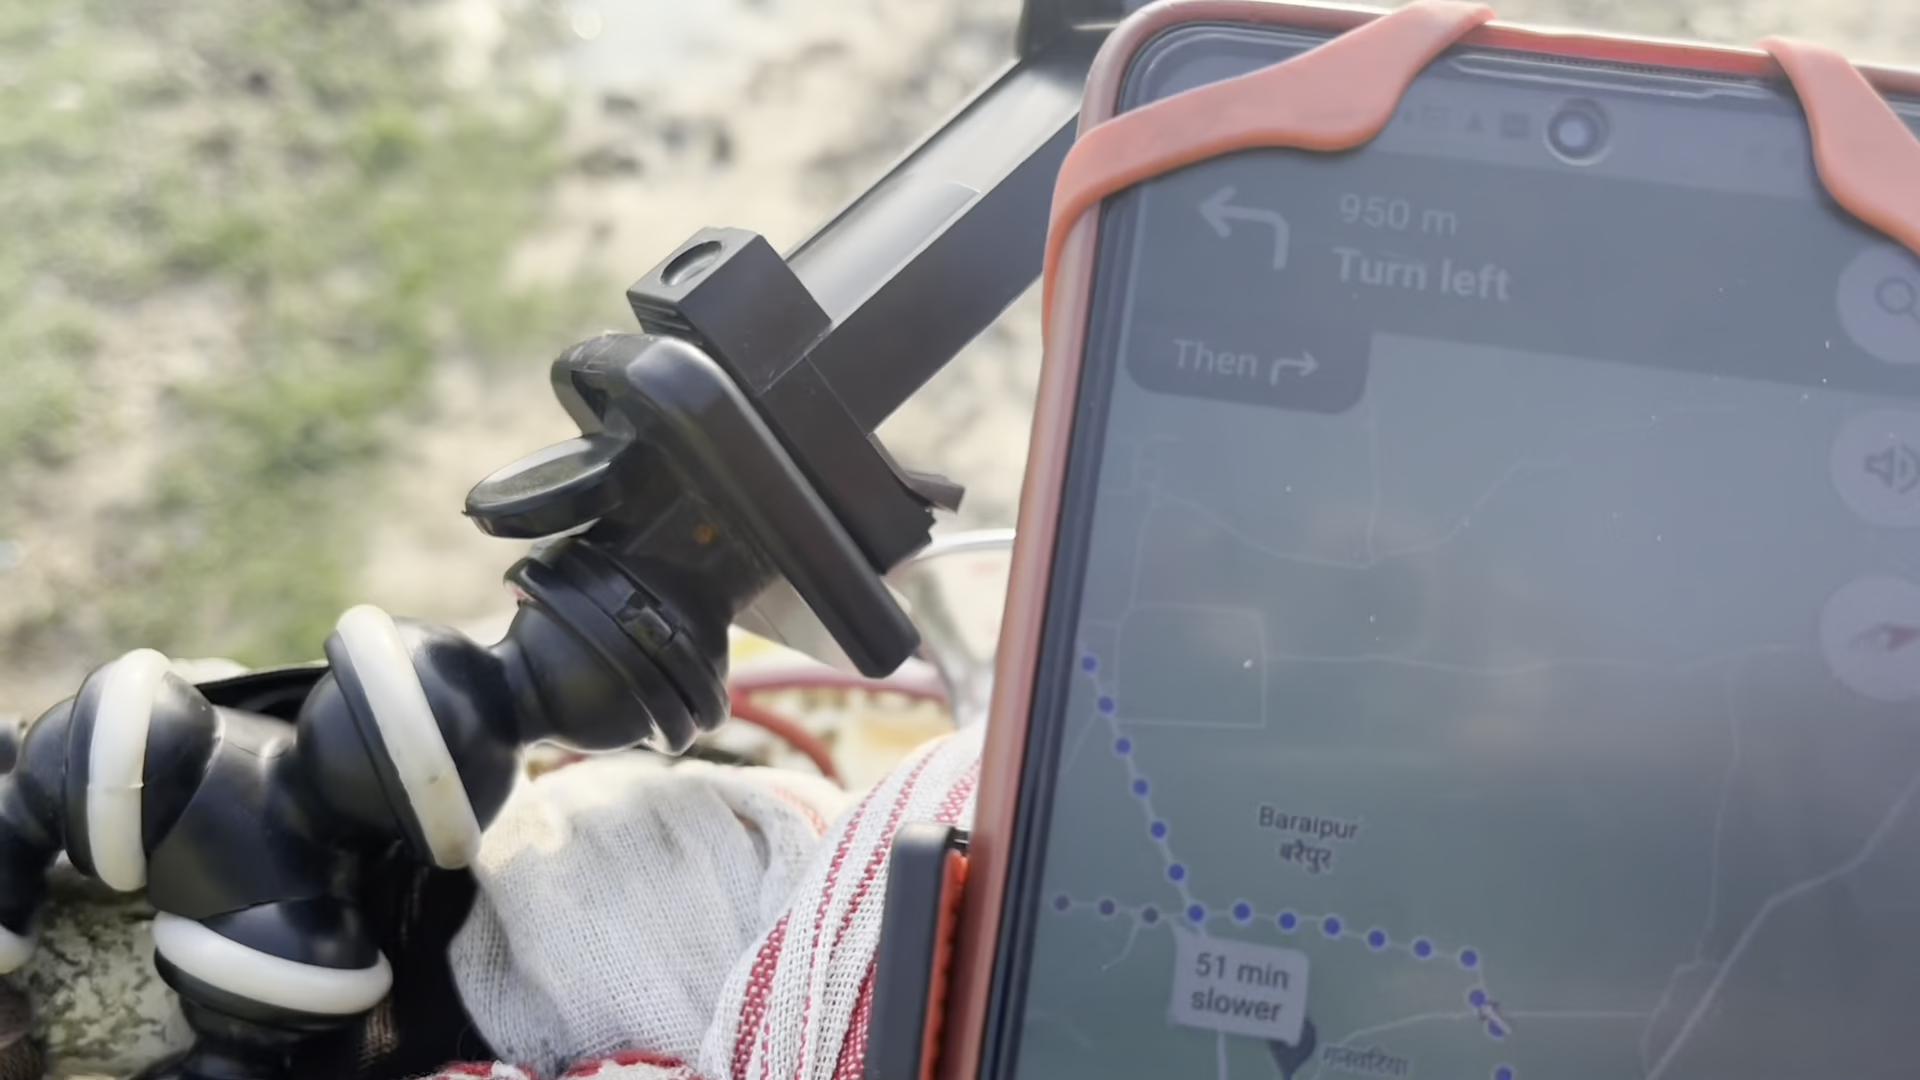 950 m
Turn left
Then
Baraipur
बरैपुर
51 min
slower